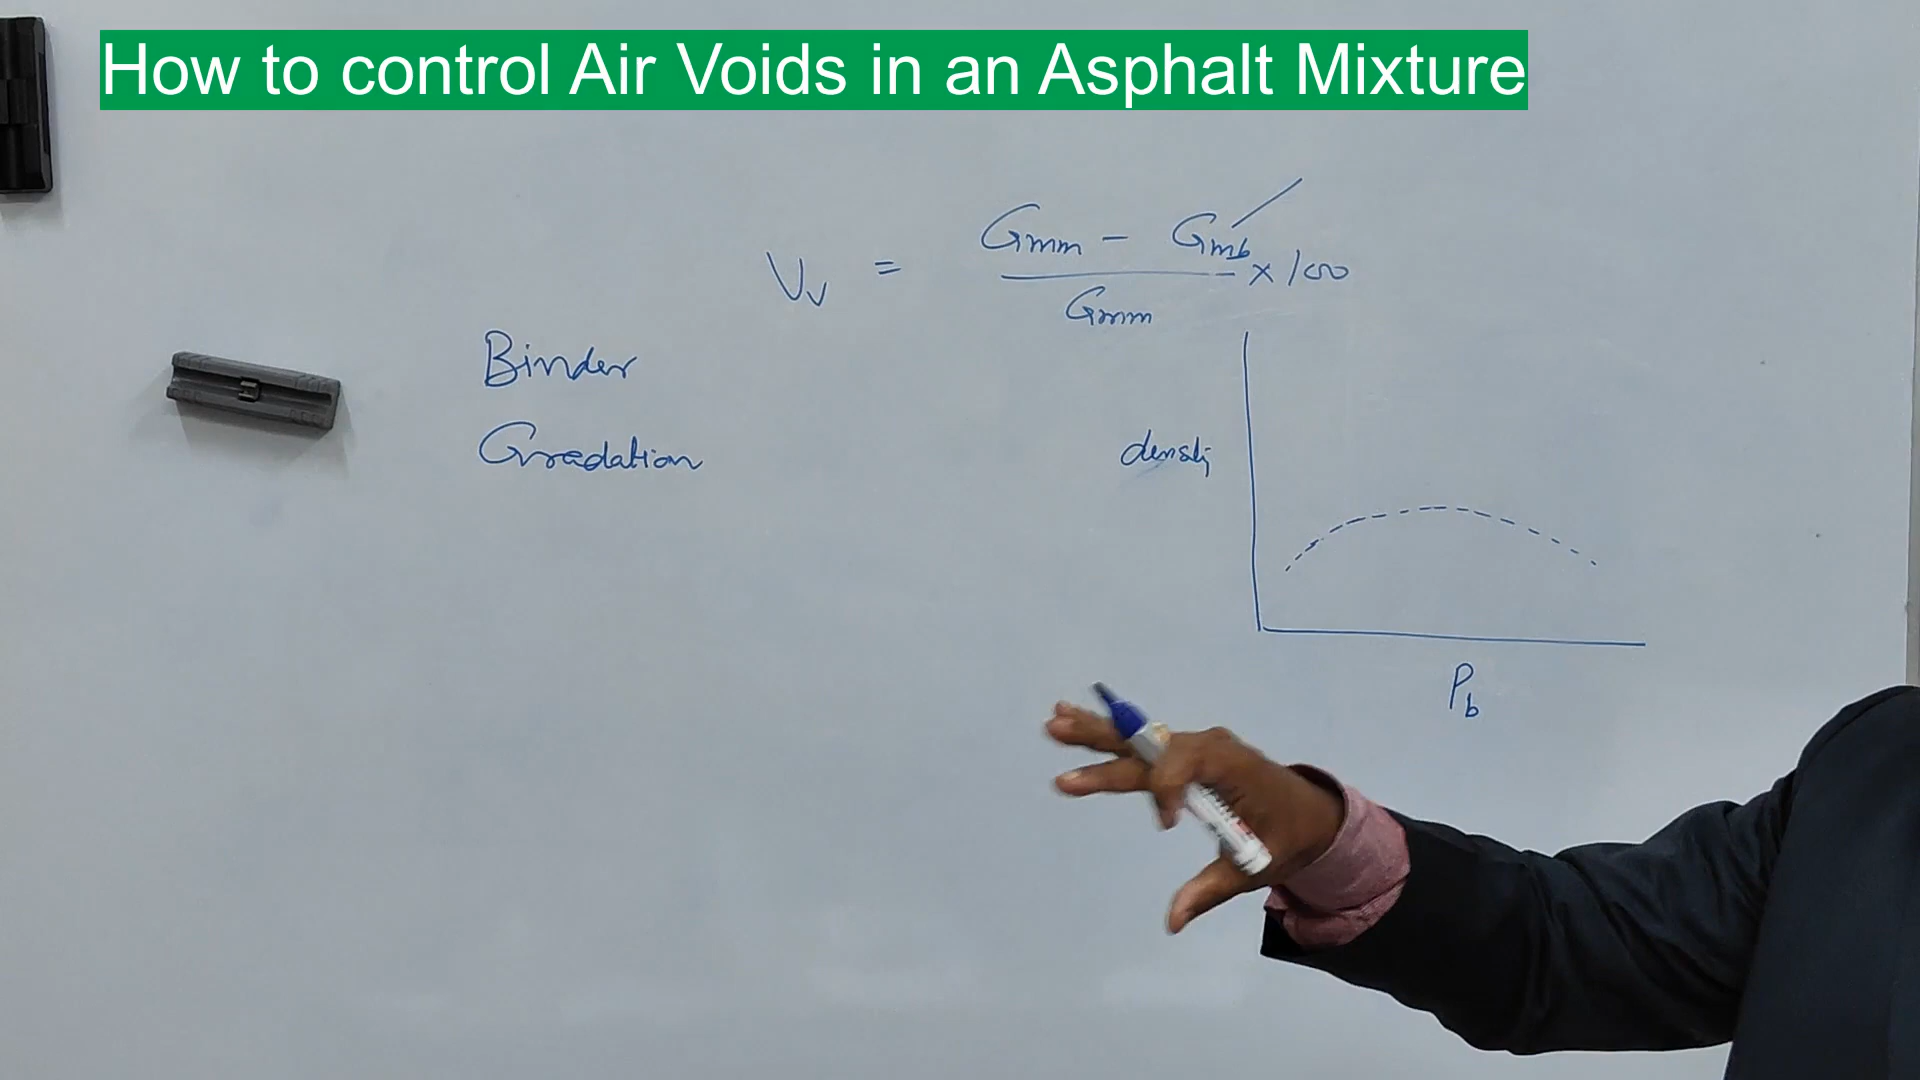 How to control Air Voids in an Asphalt Mixture
Vv = Gmm - Gmb / Gmm x 100
Binder
Gradation
density
Pb